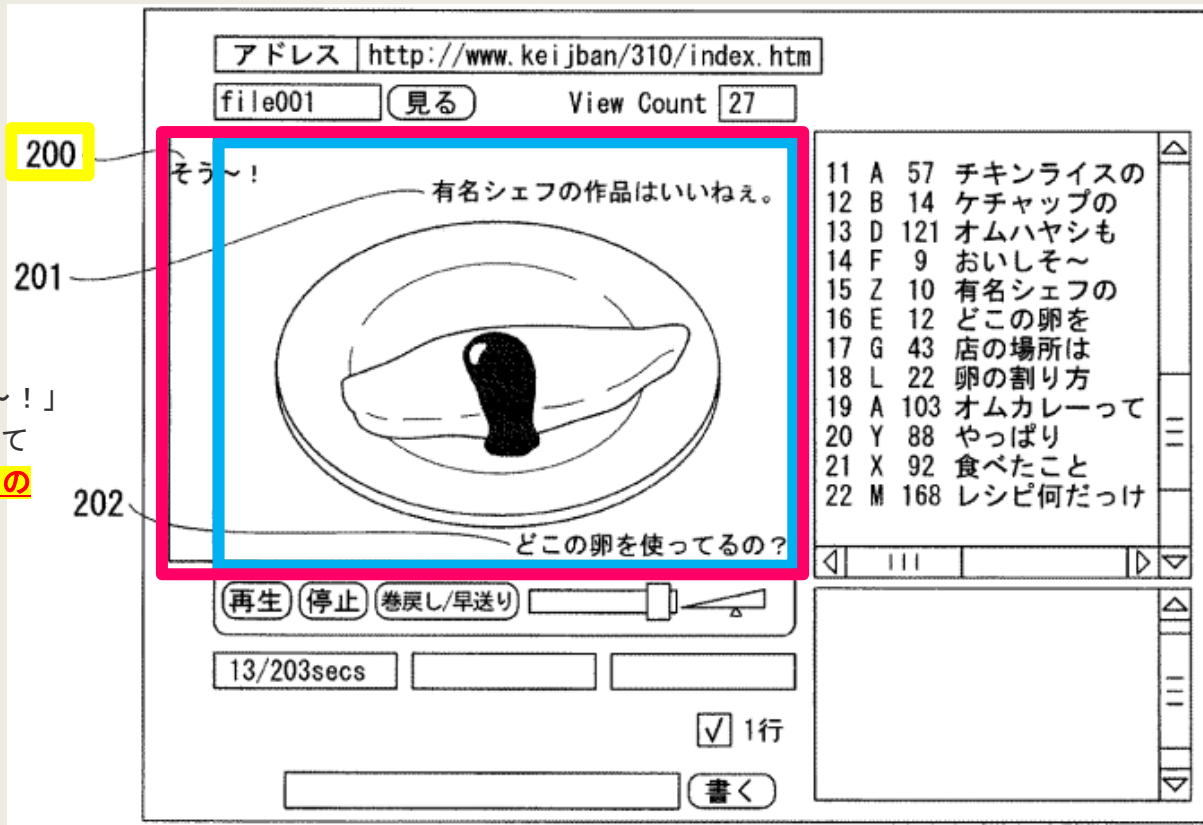 アドレス http://www.keijban/310/index.htm
file001 見る View Count 27
200
そう～！
有名シェフの作品はいいねぇ。
201
202
どこの卵を使ってるの？
～！」
て
の
11 A 57 チキンライスの
12 B 14 ケチャップの
13 D 121 オムハヤシも
14 F 9 おいしそ～
15 Z 10 有名シェフの
16 E 12 どこの卵を
17 G 43 店の場所は
18 L 22 卵の割り方
19 A 103 オムカレーって
20 Y 88 やっぱり
21 X 92 食べたこと
22 M 168 レシピ何だっけ
再生 停止 巻戻し/早送り
13/203secs
√ 1行
書く